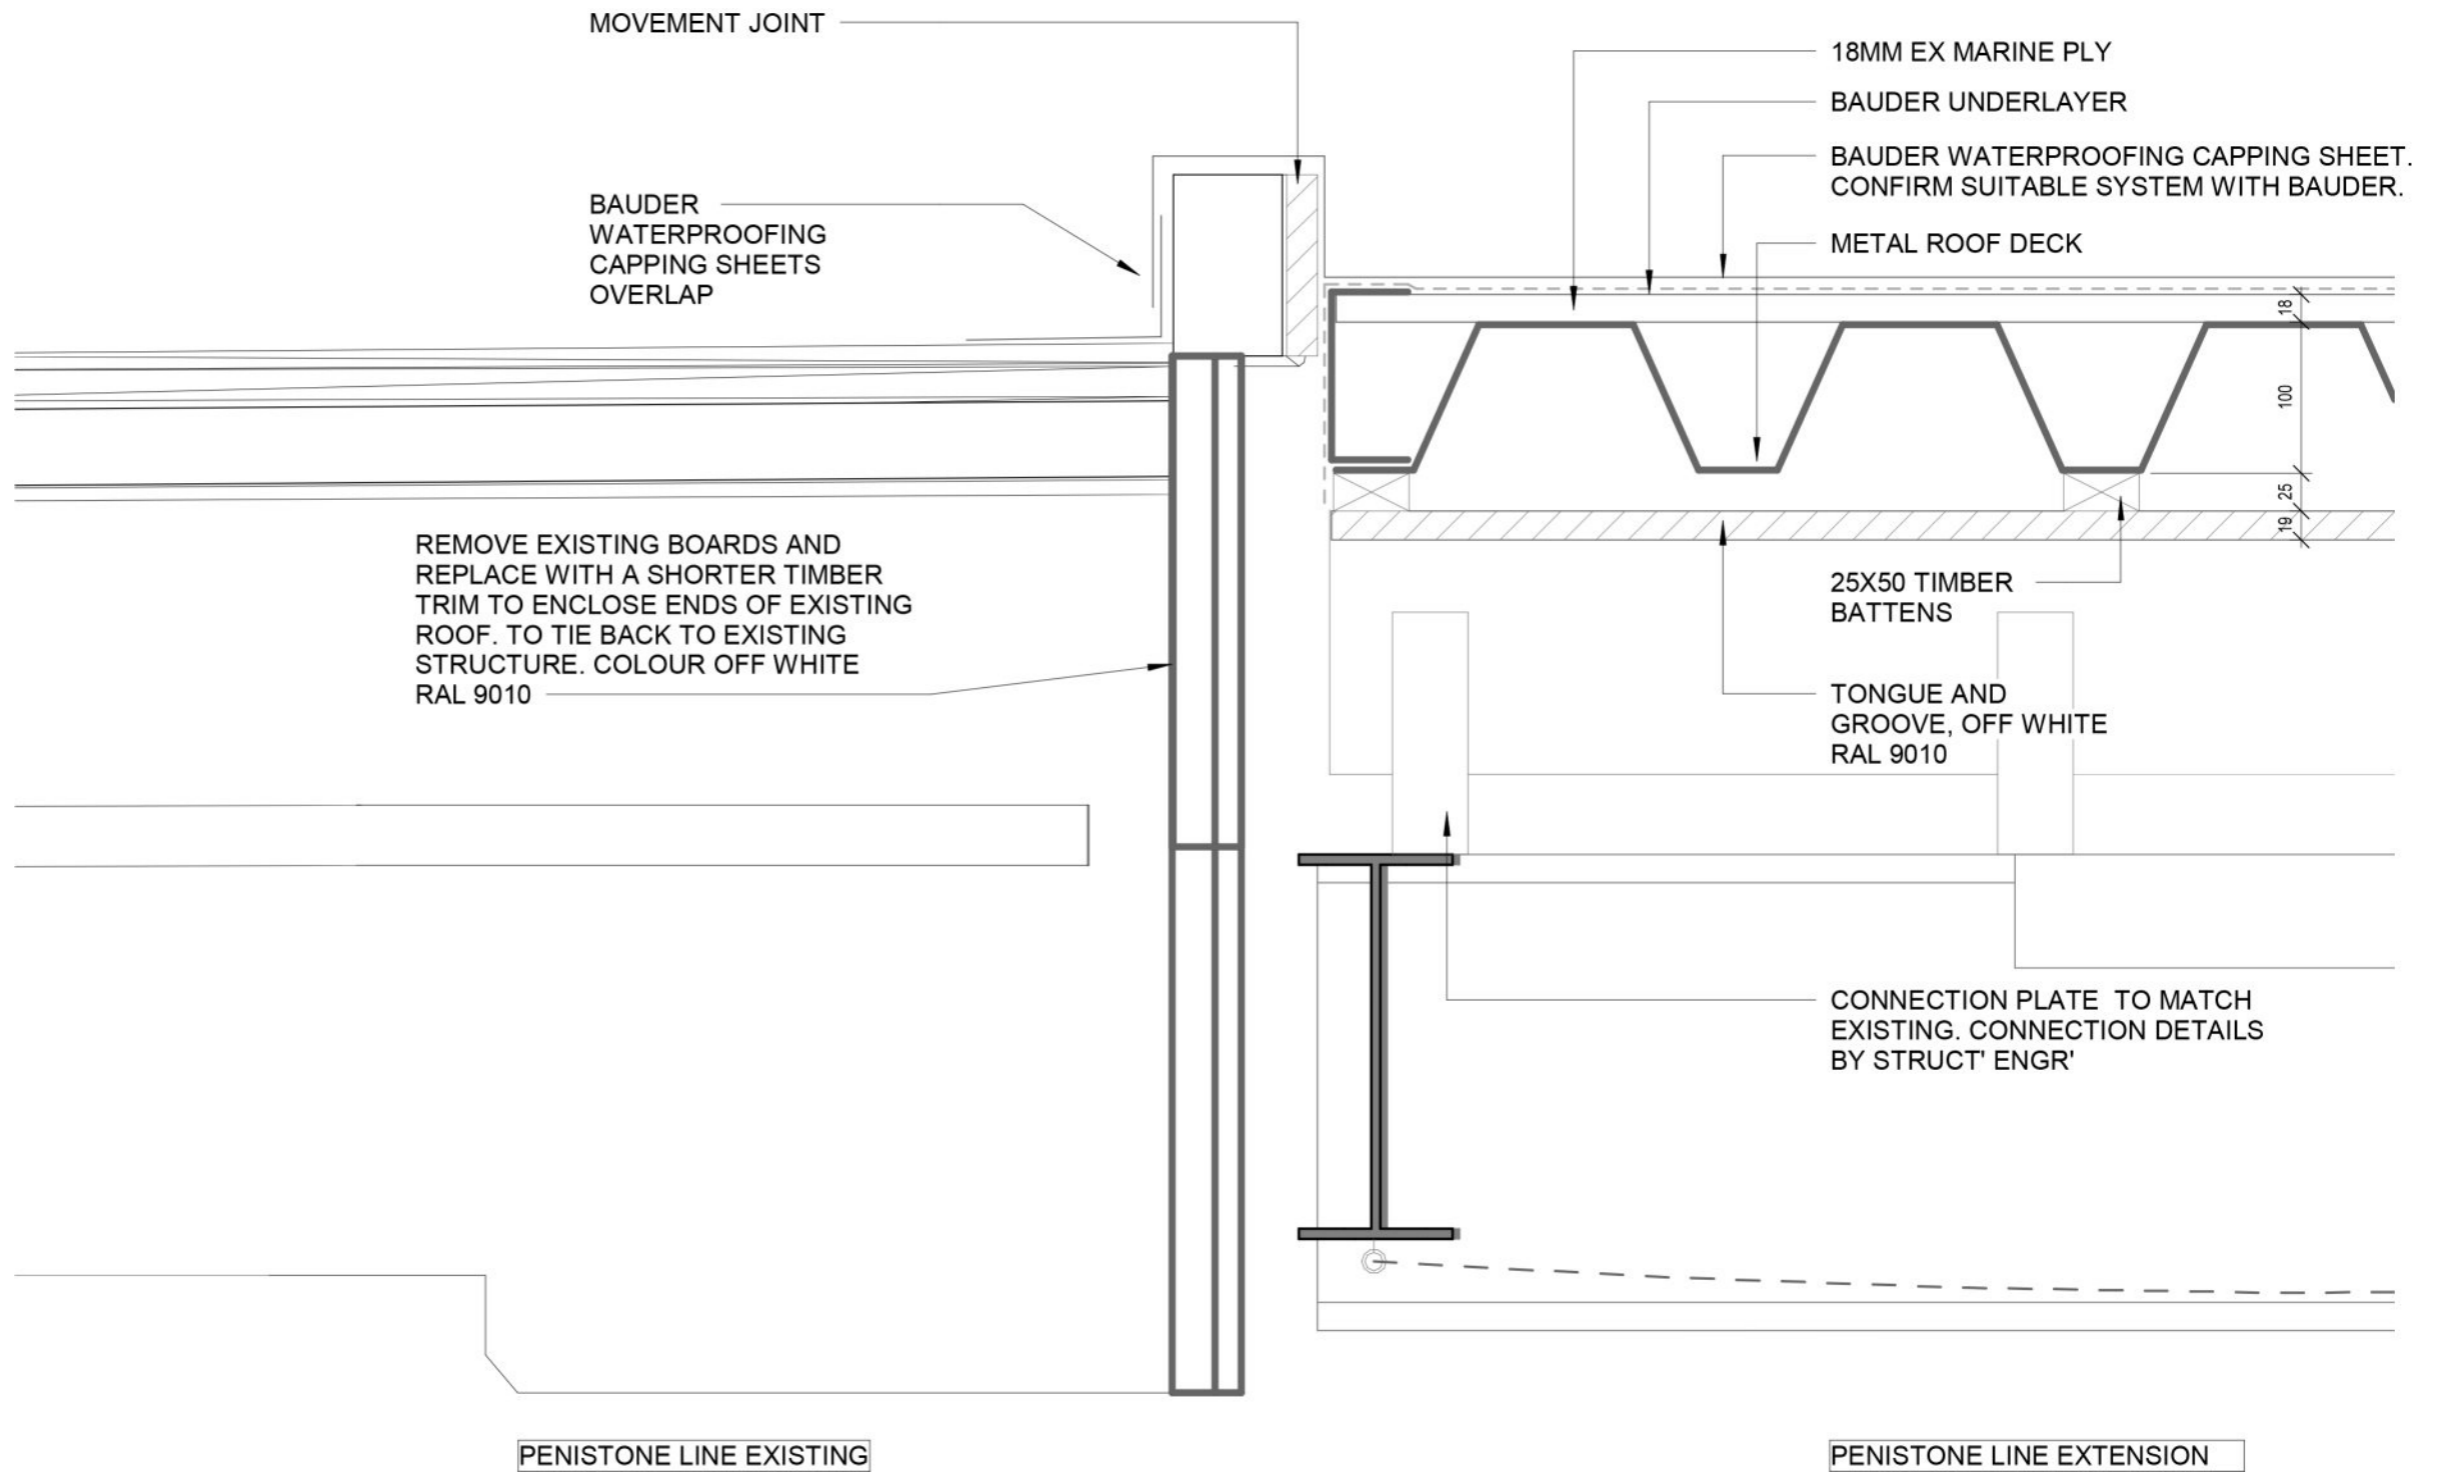 MOVEMENT JOINT
BAUDER
WATERPROOFING
CAPPING SHEETS
OVERLAP
REMOVE EXISTING BOARDS AND
REPLACE WITH A SHORTER TIMBER
TRIM TO ENCLOSE ENDS OF EXISTING
ROOF. TO TIE BACK TO EXISTING
STRUCTURE. COLOUR OFF WHITE
RAL 9010
18MM EX MARINE PLY
BAUDER UNDERLAYER
BAUDER WATERPROOFING CAPPING SHEET.
CONFIRM SUITABLE SYSTEM WITH BAUDER.
METAL ROOF DECK
18
100
25
19
25X50 TIMBER
BATTENS
TONGUE AND
GROOVE, OFF WHITE
RAL 9010
CONNECTION PLATE  TO MATCH
EXISTING. CONNECTION DETAILS
BY STRUCT' ENGR'
PENISTONE LINE EXISTING
PENISTONE LINE EXTENSION